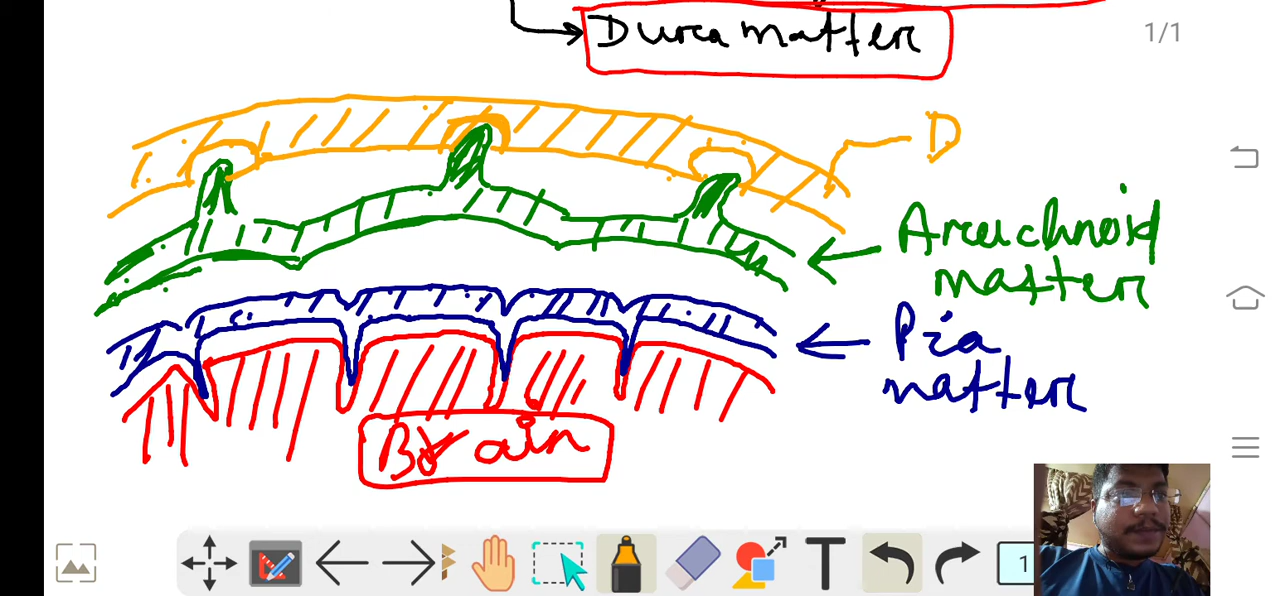 Dura matter
1/1
D
Arachnoid
matter
Pia
matter
Brain
T
1